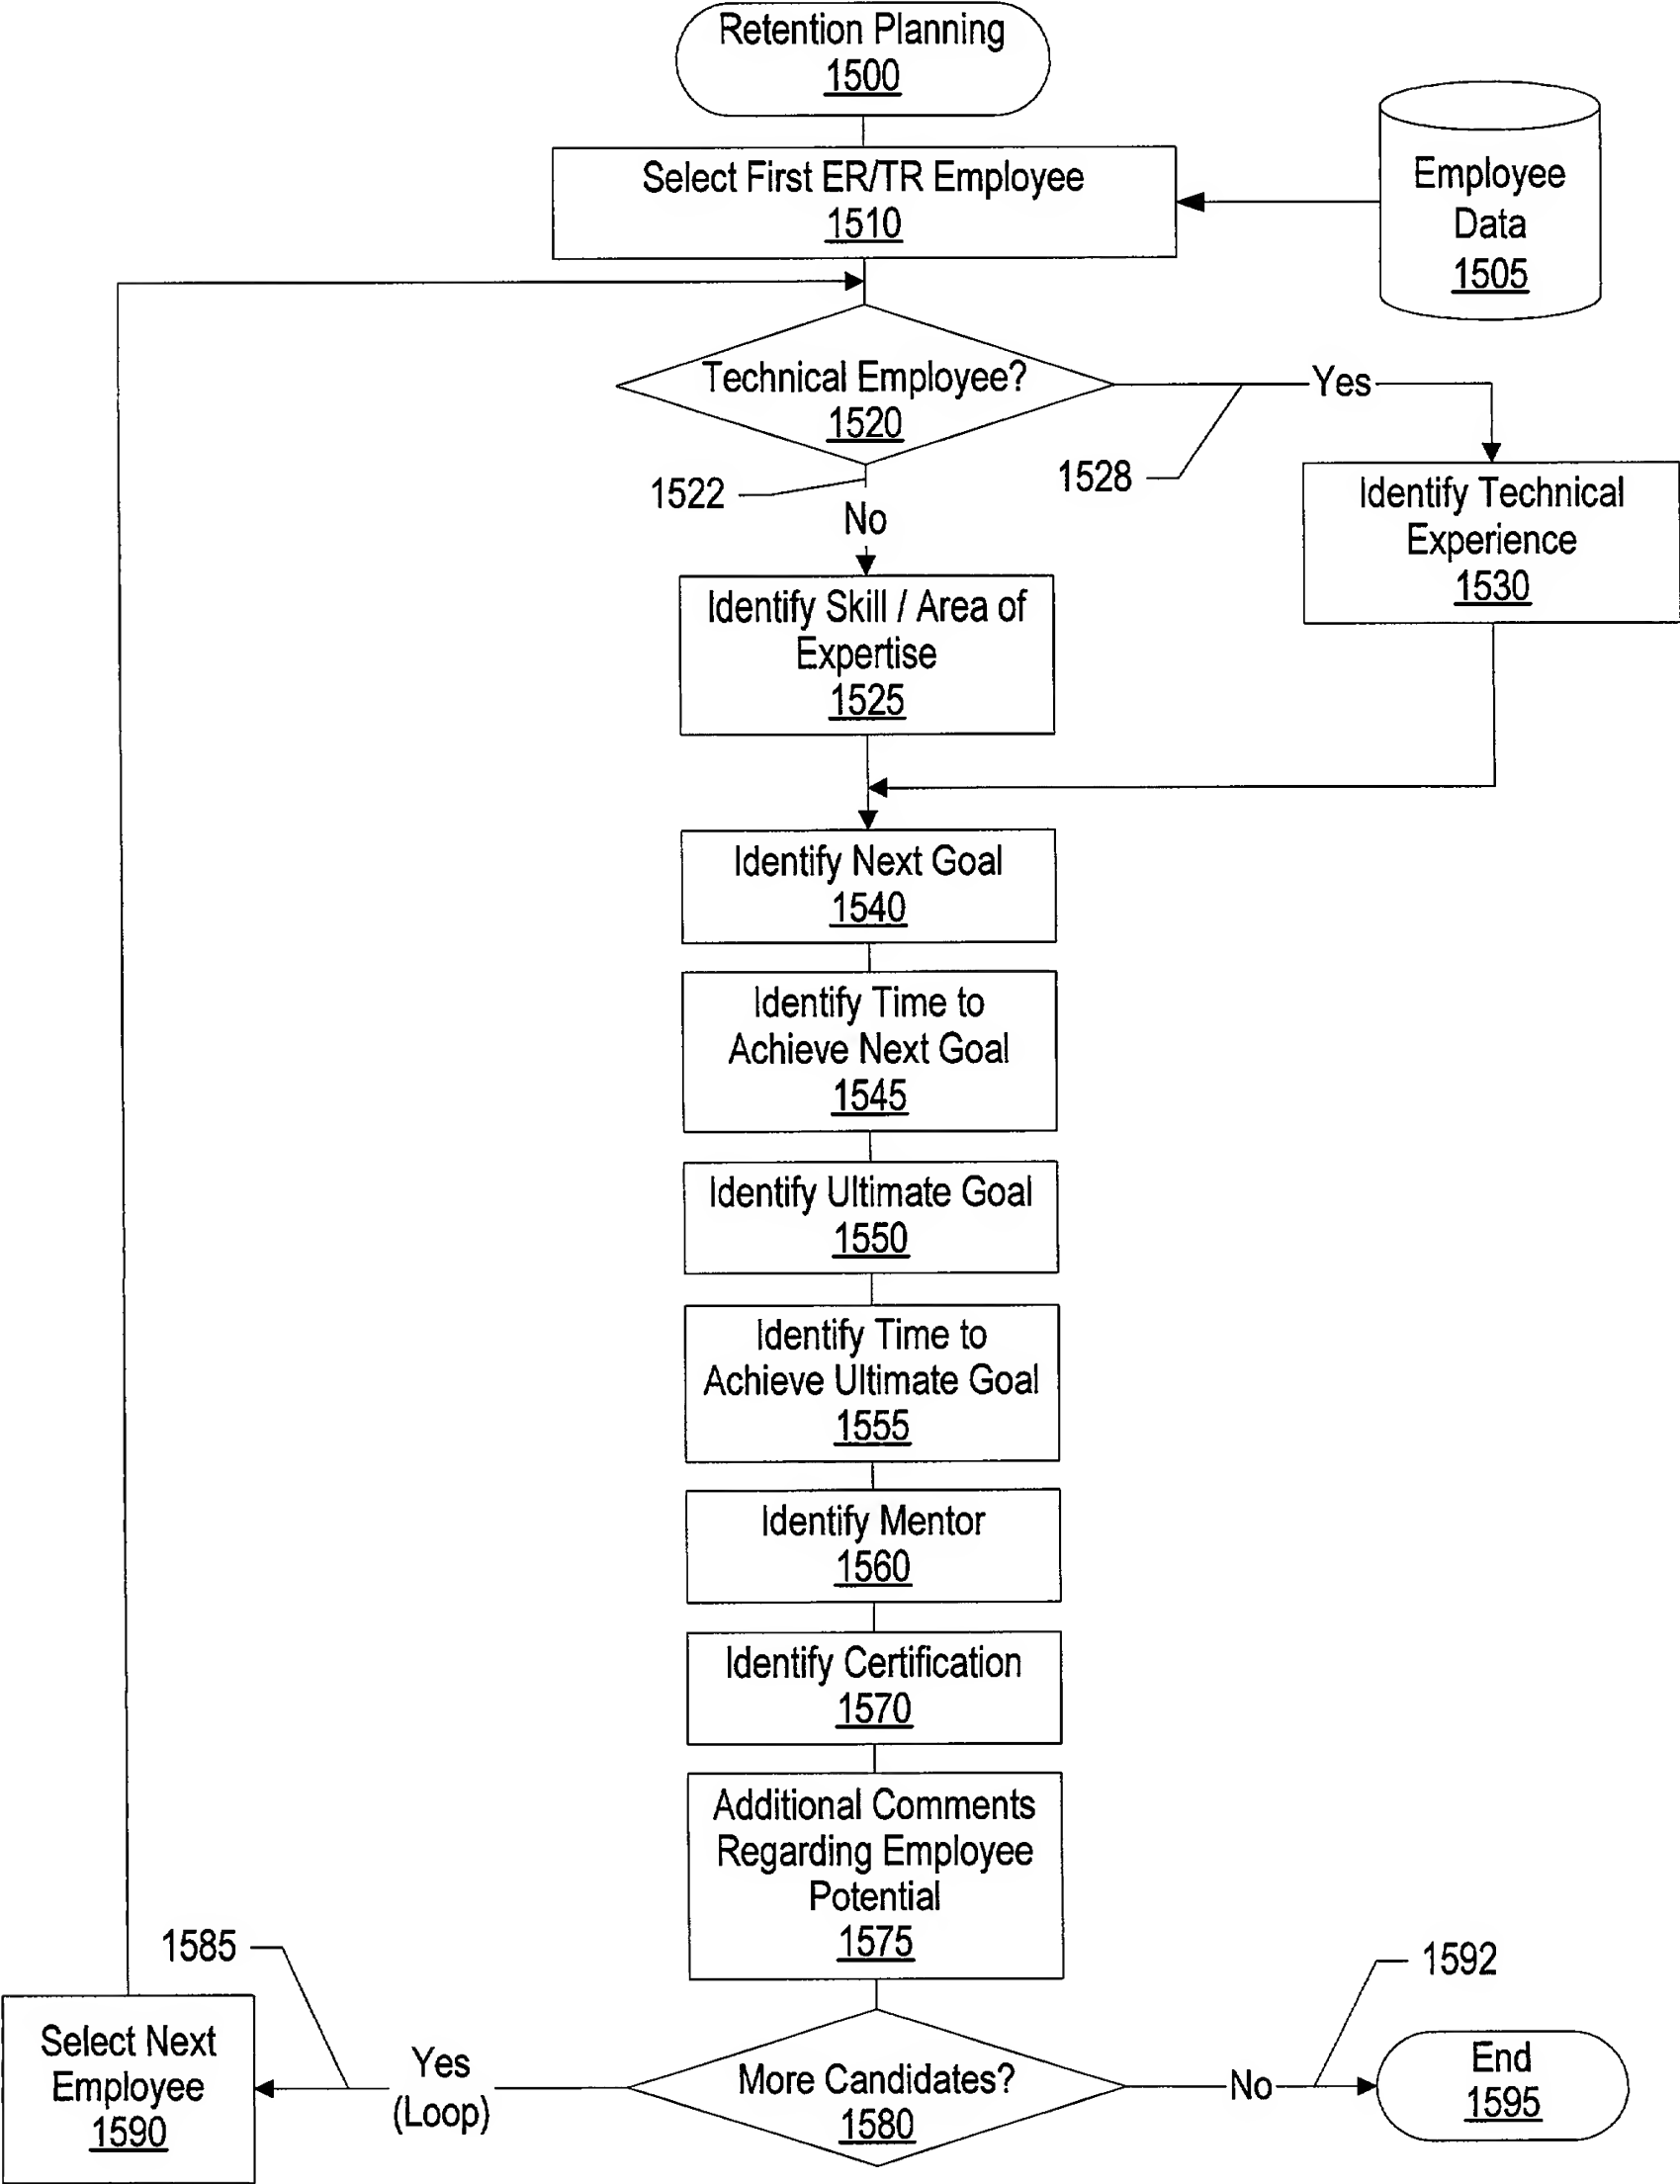 Retention Planning
1500
Select First ER/TR Employee
1510
Employee
Data
1505
Technical Employee?
1520
Yes
1522
1528
No
Identify Technical
Experience
1530
Identify Skill / Area of
Expertise
1525
Identify Next Goal
1540
Identify Time to
Achieve Next Goal
1545
Identify Ultimate Goal
1550
Identify Time to
Achieve Ultimate Goal
1555
Identify Mentor
1560
Identify Certification
1570
Additional Comments
Regarding Employee
Potential
1575
1585
1592
Select Next
Employee
1590
Yes
(Loop)
More Candidates?
1580
No
End
1595